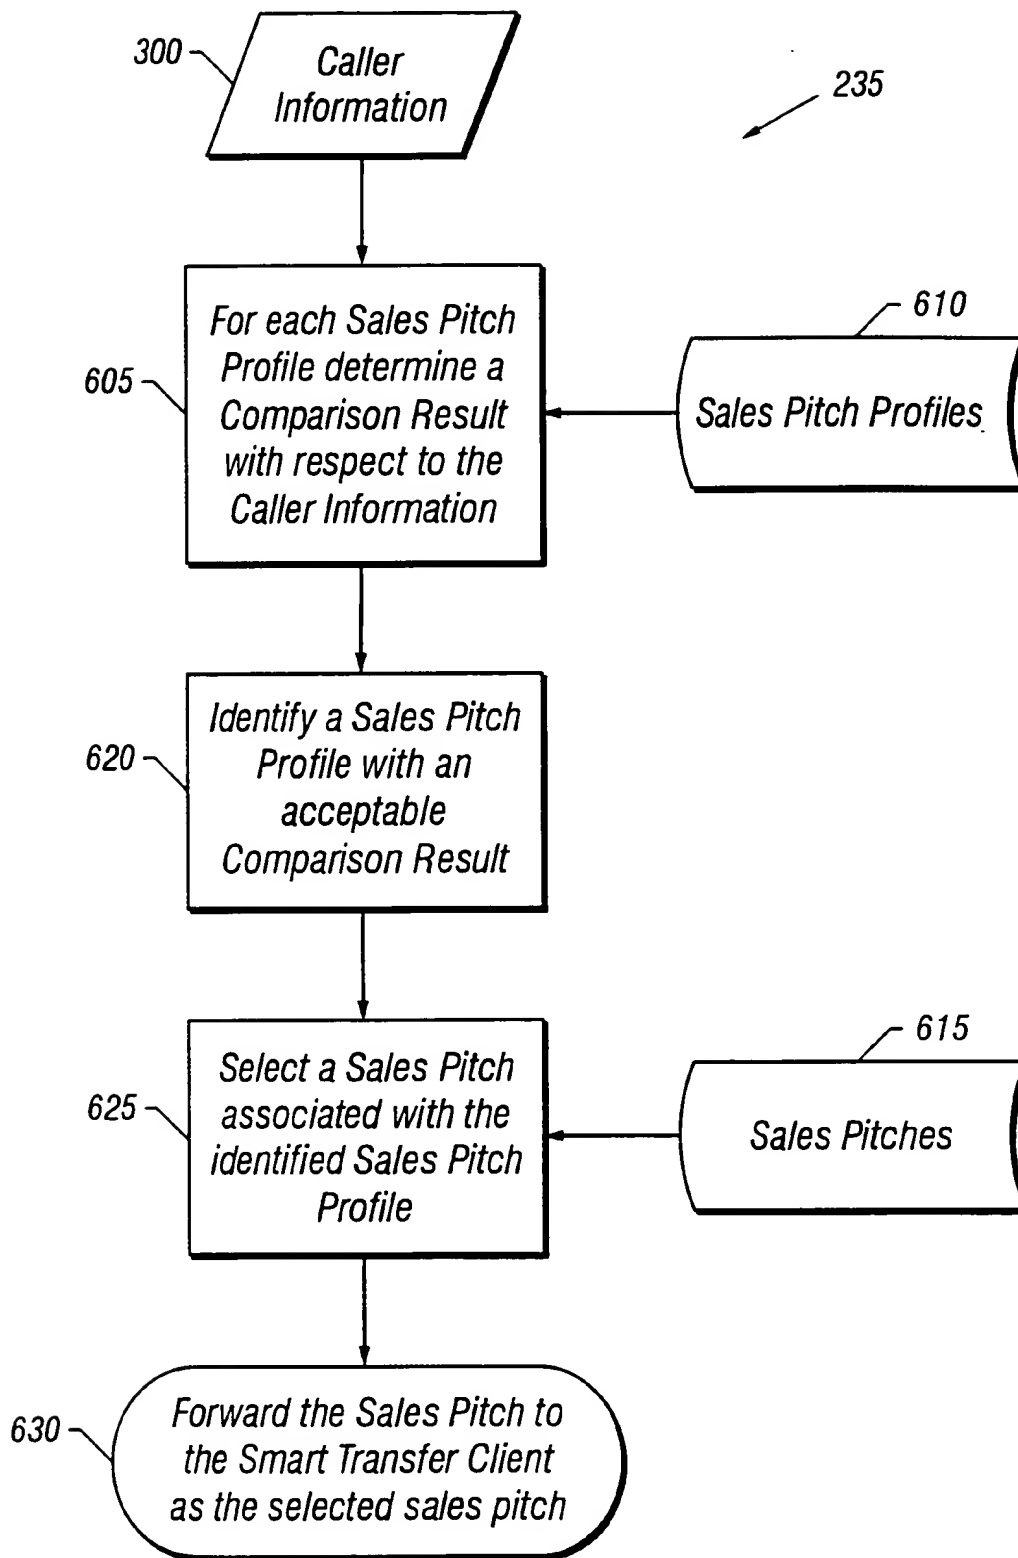 300
Caller
Information
235
For each Sales Pitch
Profile determine a
Comparison Result
with respect to the
Caller Information
605
610
Sales Pitch Profiles
Identify a Sales Pitch
Profile with an
acceptable
Comparison Result
620
Select a Sales Pitch
associated with the
identified Sales Pitch
Profile
625
615
Sales Pitches
Forward the Sales Pitch to
the Smart Transfer Client
as the selected sales pitch
630